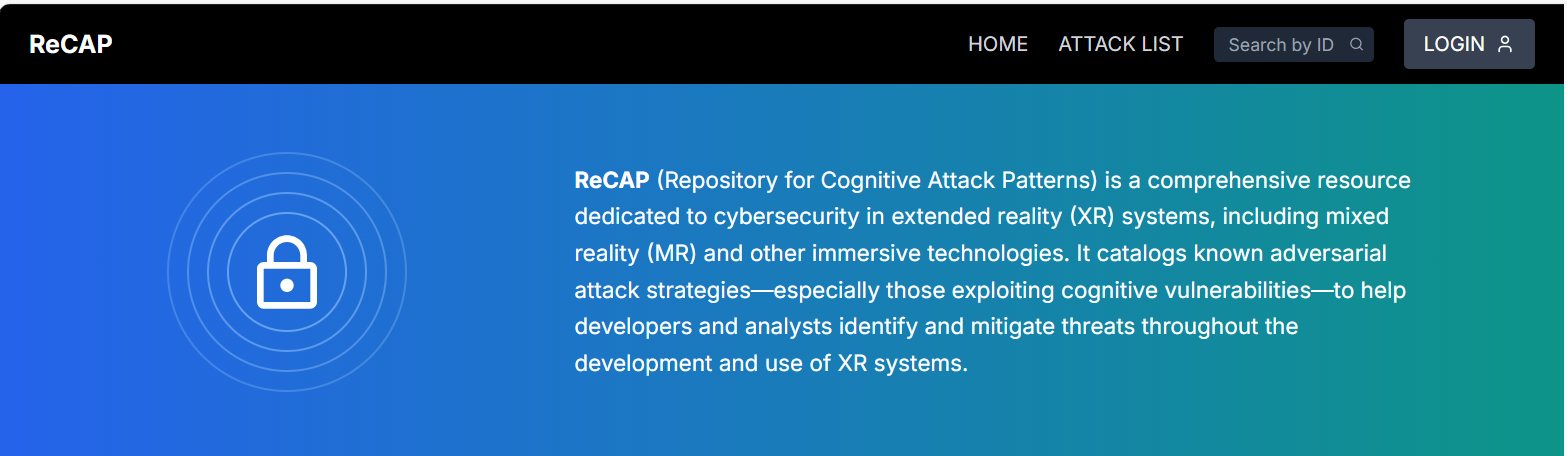 ReCAP
HOME
ATTACK LIST
Search by ID
LOGIN
ReCAP (Repository for Cognitive Attack Patterns) is a comprehensive resource
dedicated to cybersecurity in extended reality (XR) systems, including mixed
reality (MR) and other immersive technologies. It catalogs known adversarial
attack strategies—especially those exploiting cognitive vulnerabilities—to help
developers and analysts identify and mitigate threats throughout the
development and use of XR systems.